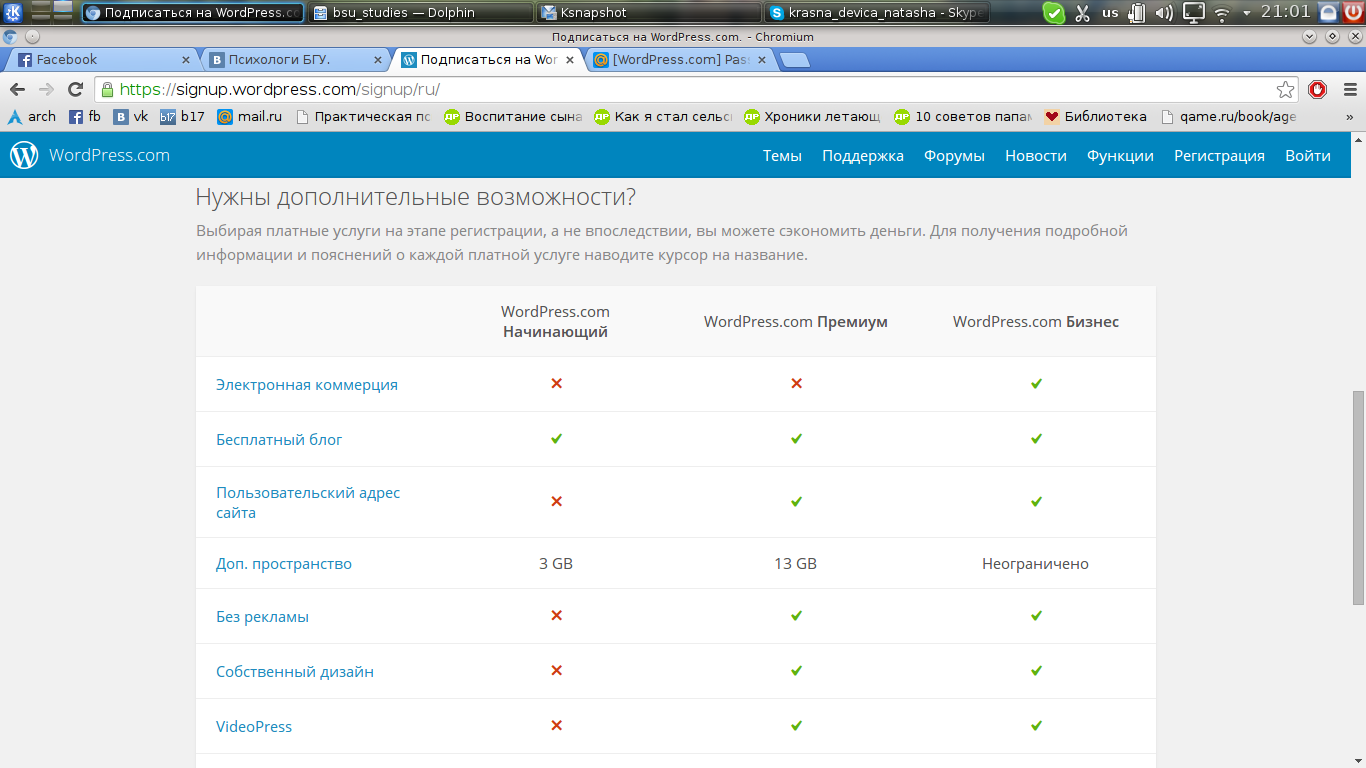 Подписаться на WordPress.co
bsu_studies — Dolphin
Ksnapshot
krasna_devica_natasha - Skype
us
21:01
Подписаться на WordPress.com. - Chromium
Facebook
Психологи БГУ.
Подписаться на Wor
[WordPress.com] Pas
https://signup.wordpress.com/signup/ru/
arch
fb
vk
b17
mail.ru
Практическая пс
Воспитание сына
Как я стал сельс
Хроники летающ
10 советов папам
Библиотека
qame.ru/book/age
»
WordPress.com
Темы
Поддержка
Форумы
Новости
Функции
Регистрация
Войти
Нужны дополнительные возможности?
Выбирая платные услуги на этапе регистрации, а не впоследствии, вы можете сэкономить деньги. Для получения подробной
информации и пояснений о каждой платной услуге наводите курсор на название.
WordPress.com
Начинающий
WordPress.com Премиум
WordPress.com Бизнес
Электронная коммерция
Бесплатный блог
Пользовательский адрес
сайта
Доп. пространство
3 GB
13 GB
Неограничено
Без рекламы
Собственный дизайн
VideoPress